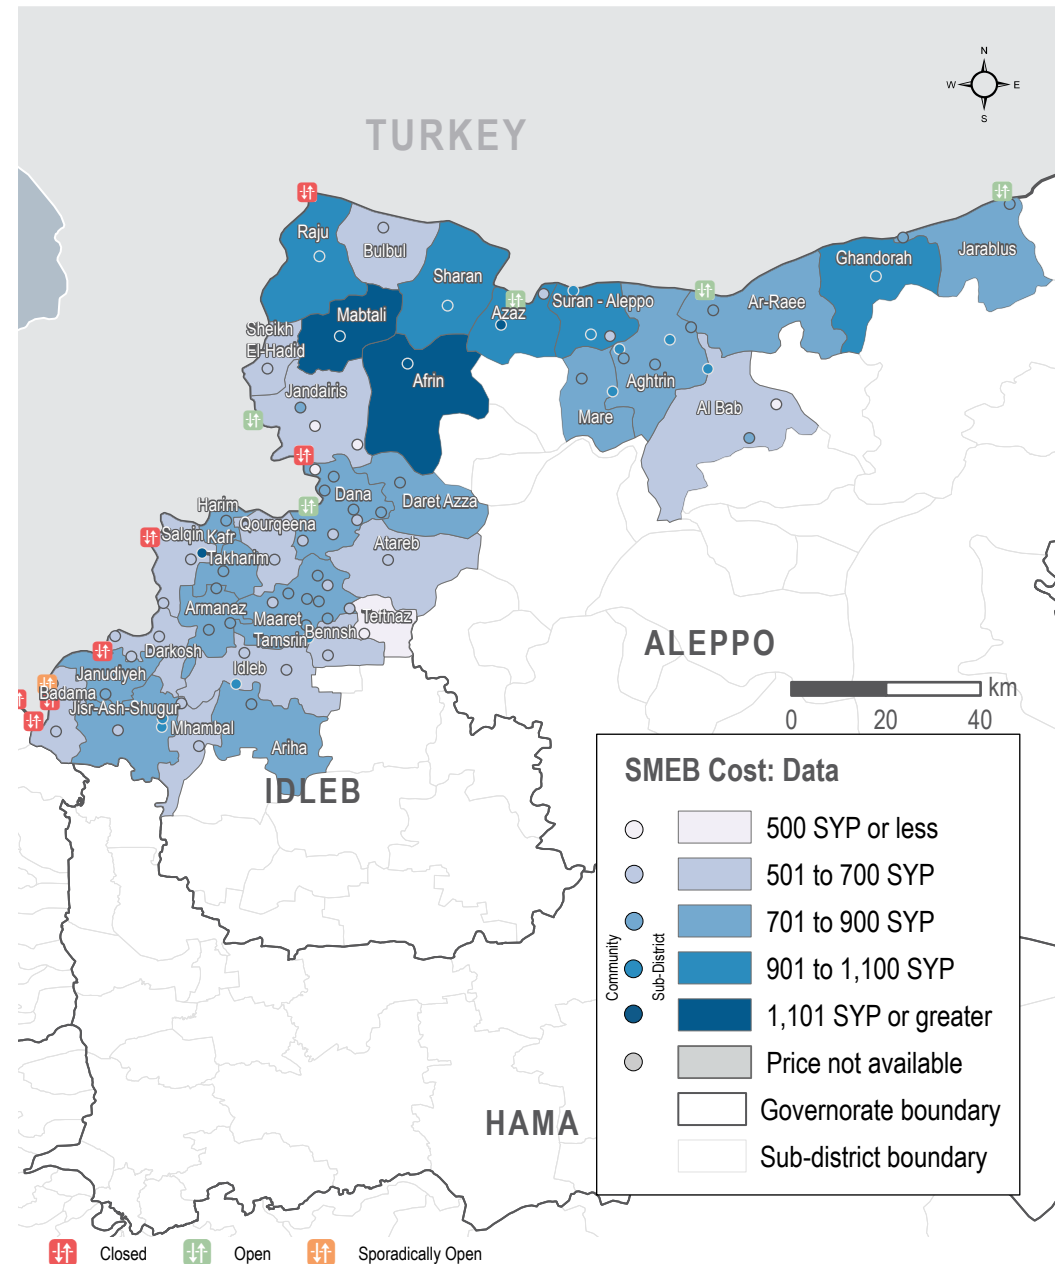 N
W
E
S
TURKEY
Raju
Bulbul
Sharan
Mabtali
Sheikh
El-Hadid
Afrin
Azaz
Suran - Aleppo
Ar-Raee
Ghandorah
Jarablus
Jandairis
Aghtrin
Mare
Al Bab
Dana
Daret Azza
Harim
Qourqeena
Salqin
Kafr
Takharim
Atareb
Armanaz
Maaret
Tamsrin
Teftnaz
Bennsh
Darkosh
Idleb
Janudiyeh
Badama
Jisr-Ash-Shugur
Mhambal
Ariha
IDLEB
ALEPPO
HAMA
km
0 20 40
SMEB Cost: Data
Community
Sub-District
500 SYP or less
501 to 700 SYP
701 to 900 SYP
901 to 1,100 SYP
1,101 SYP or greater
Price not available
Governorate boundary
Sub-district boundary
Closed
Open
Sporadically Open